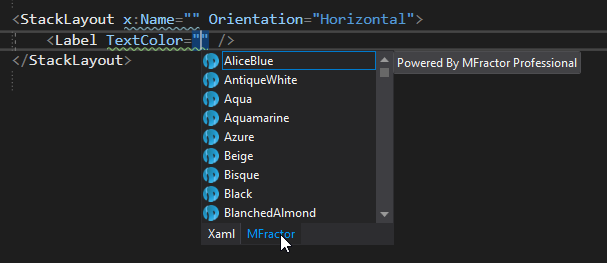 <StackLayout x:Name="" Orientation="Horizontal">
<Label TextColor="" />
</StackLayout>
AliceBlue
Powered By MFractor Professional
AntiqueWhite
Aqua
Aquamarine
Azure
Beige
Bisque
Black
BlanchedAlmond
Xaml MFractor